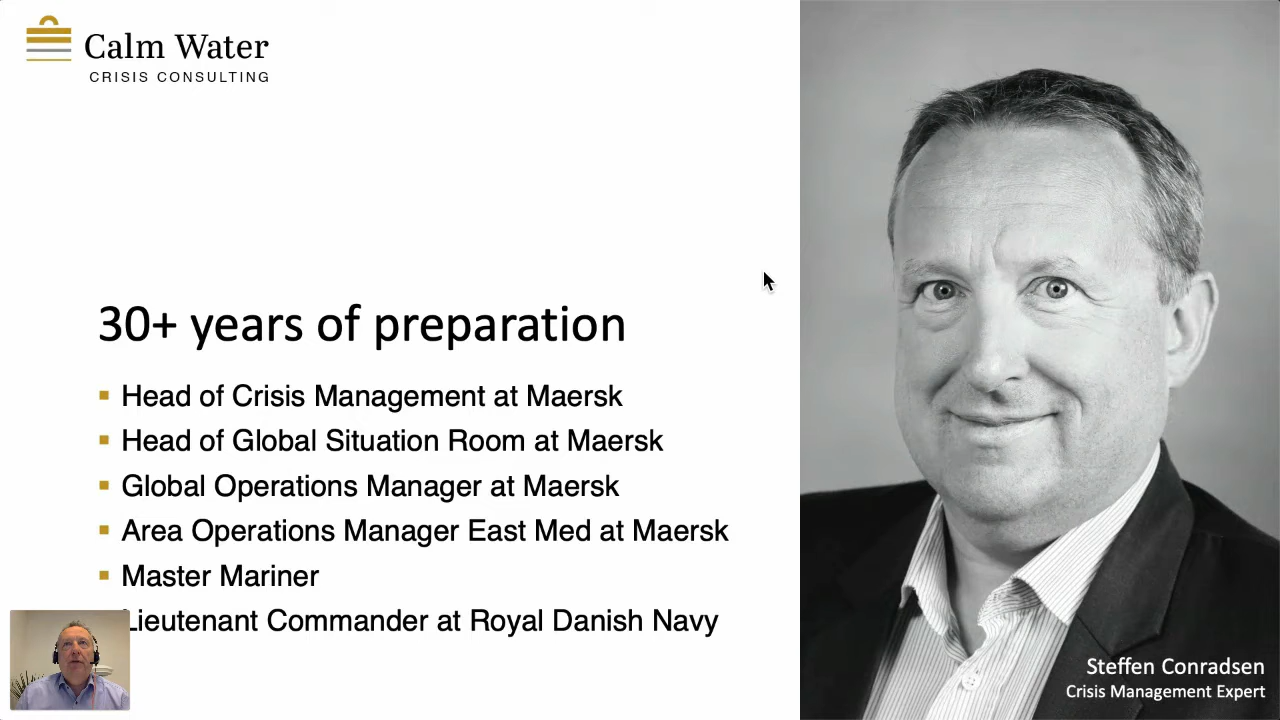 Calm Water
CRISIS CONSULTING
30+ years of preparation
Head of Crisis Management at Maersk
Head of Global Situation Room at Maersk
Global Operations Manager at Maersk
Area Operations Manager East Med at Maersk
Master Mariner
Lieutenant Commander at Royal Danish Navy
Steffen Conradsen
Crisis Management Expert